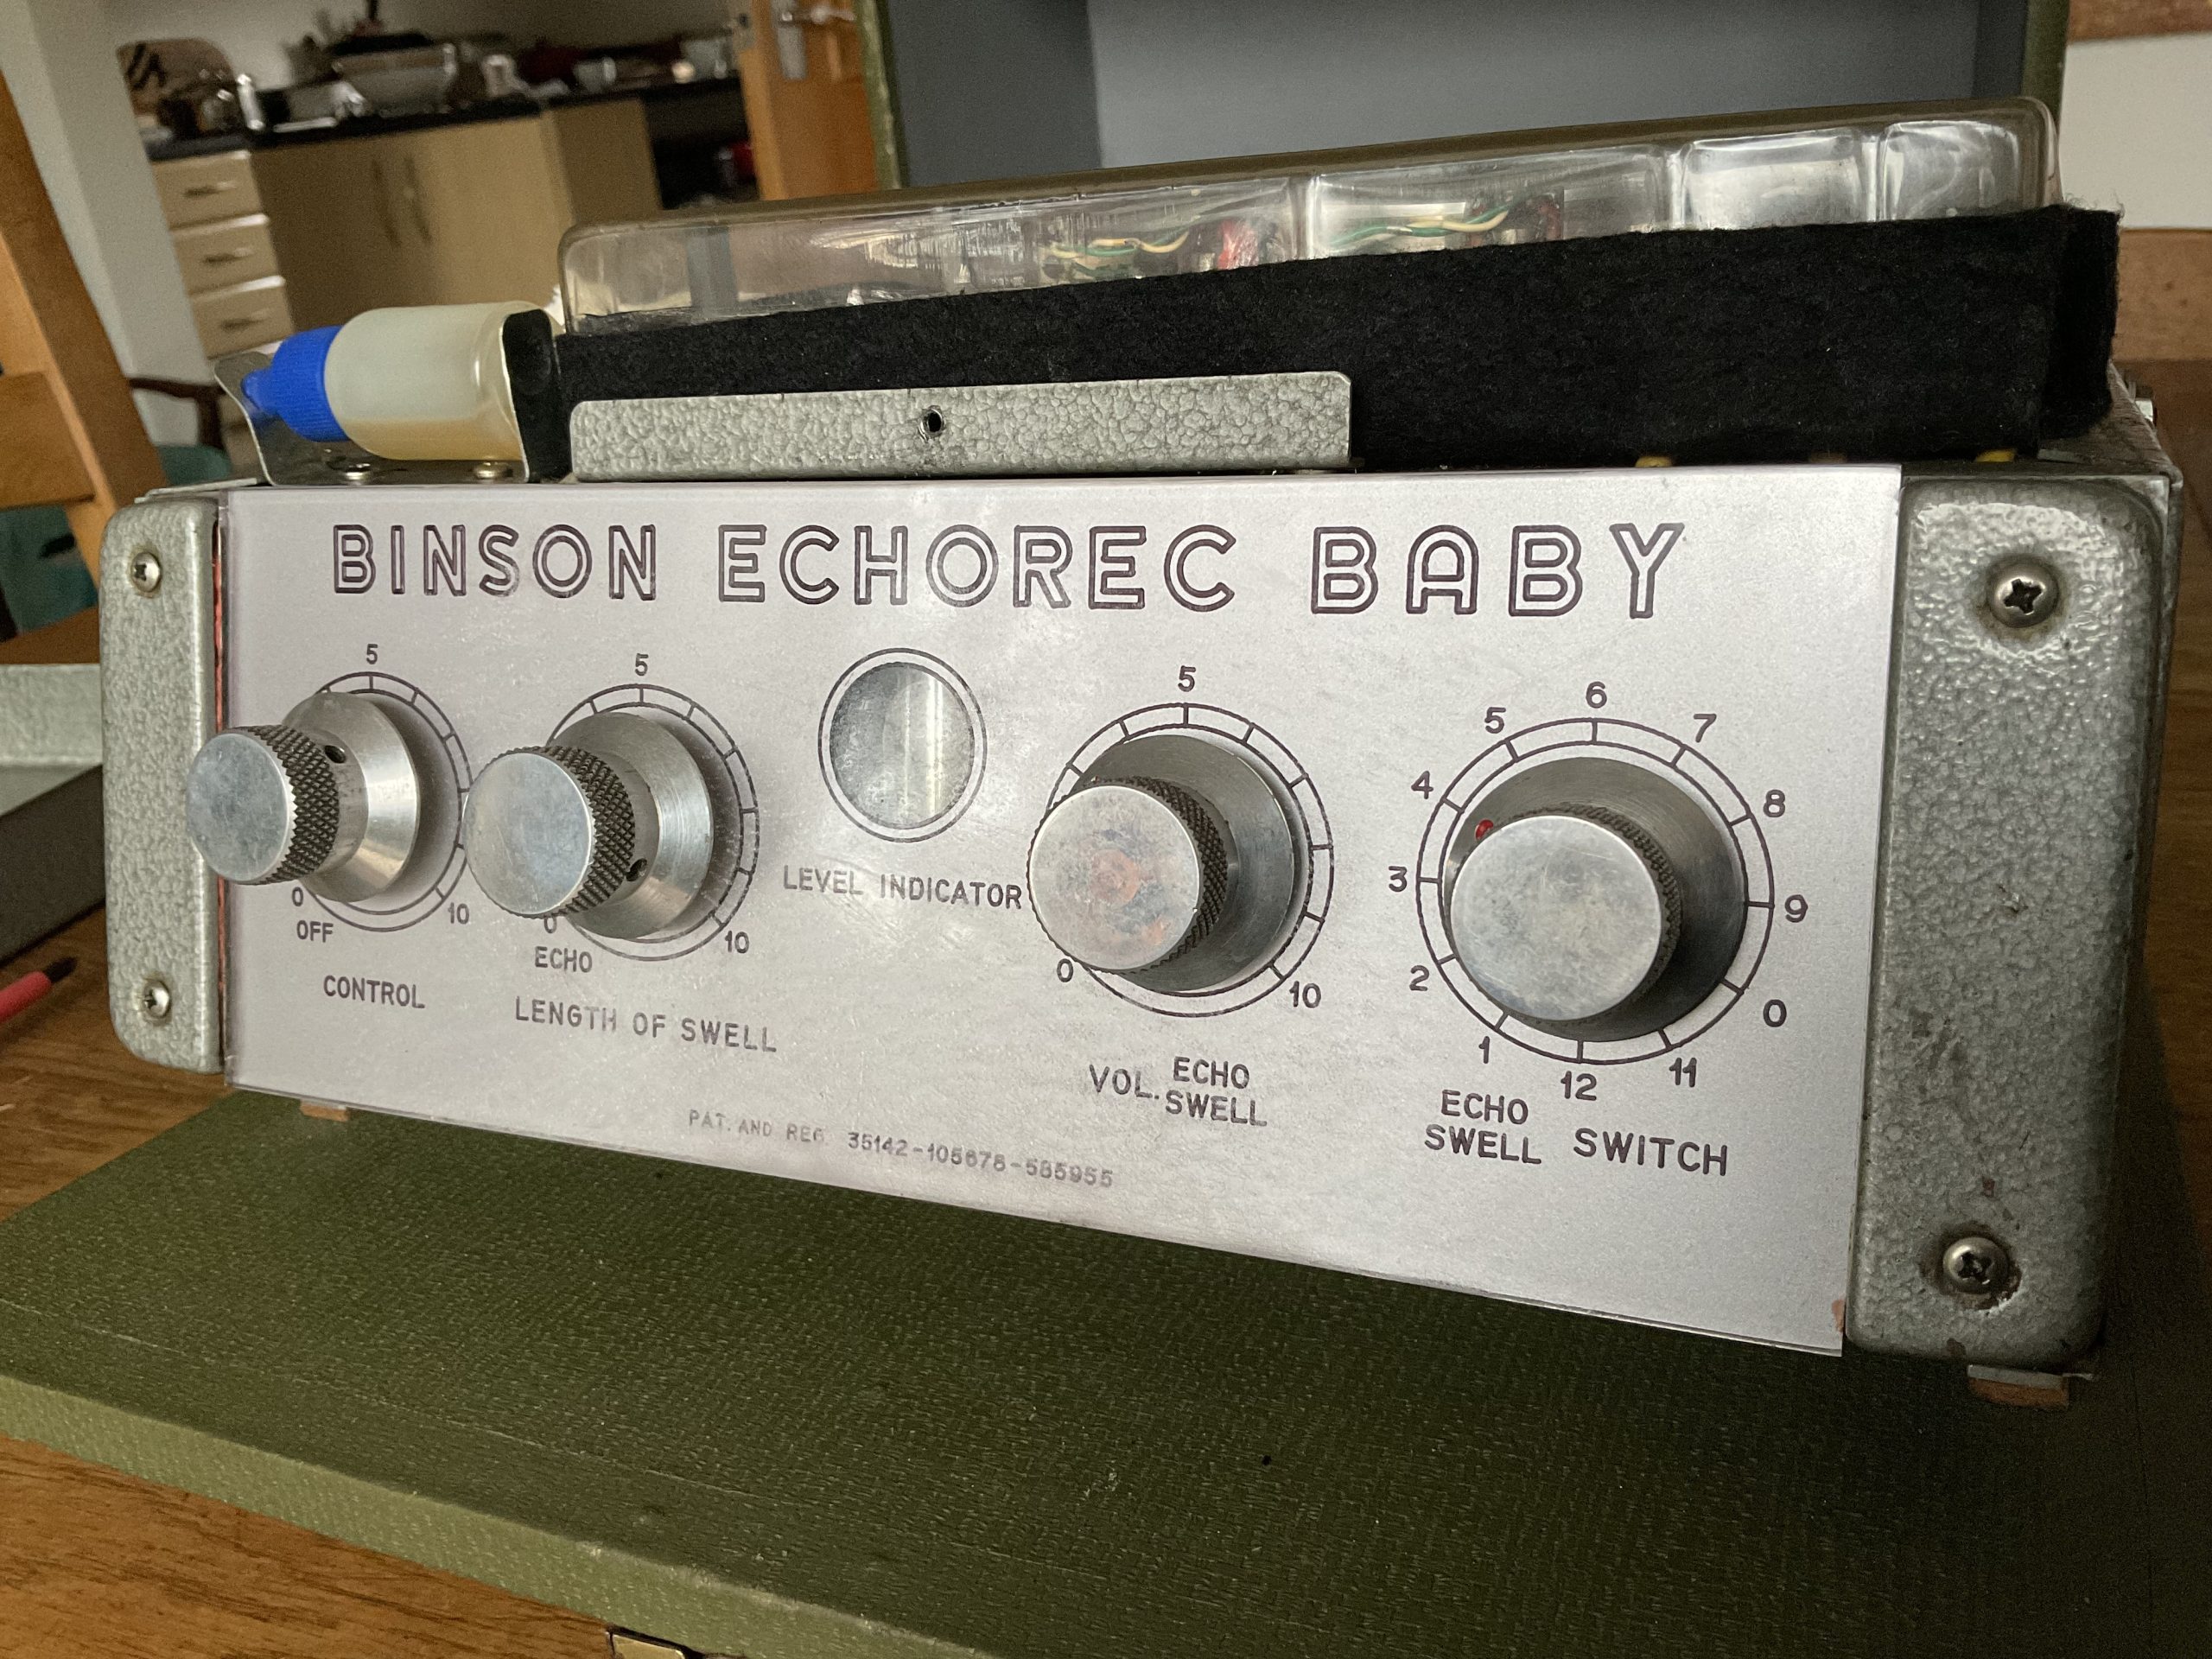 BINSON ECHOREC BABY
5
0
10
OFF
CONTROL
5
0
10
ECHO
LENGTH OF SWELL
LEVEL INDICATOR
5
0
10
VOL. ECHO
SWELL
1
2
3
4
5
6
7
8
9
0
11
12
ECHO
SWELL SWITCH
PAT. AND REG. 35142-105678-585955